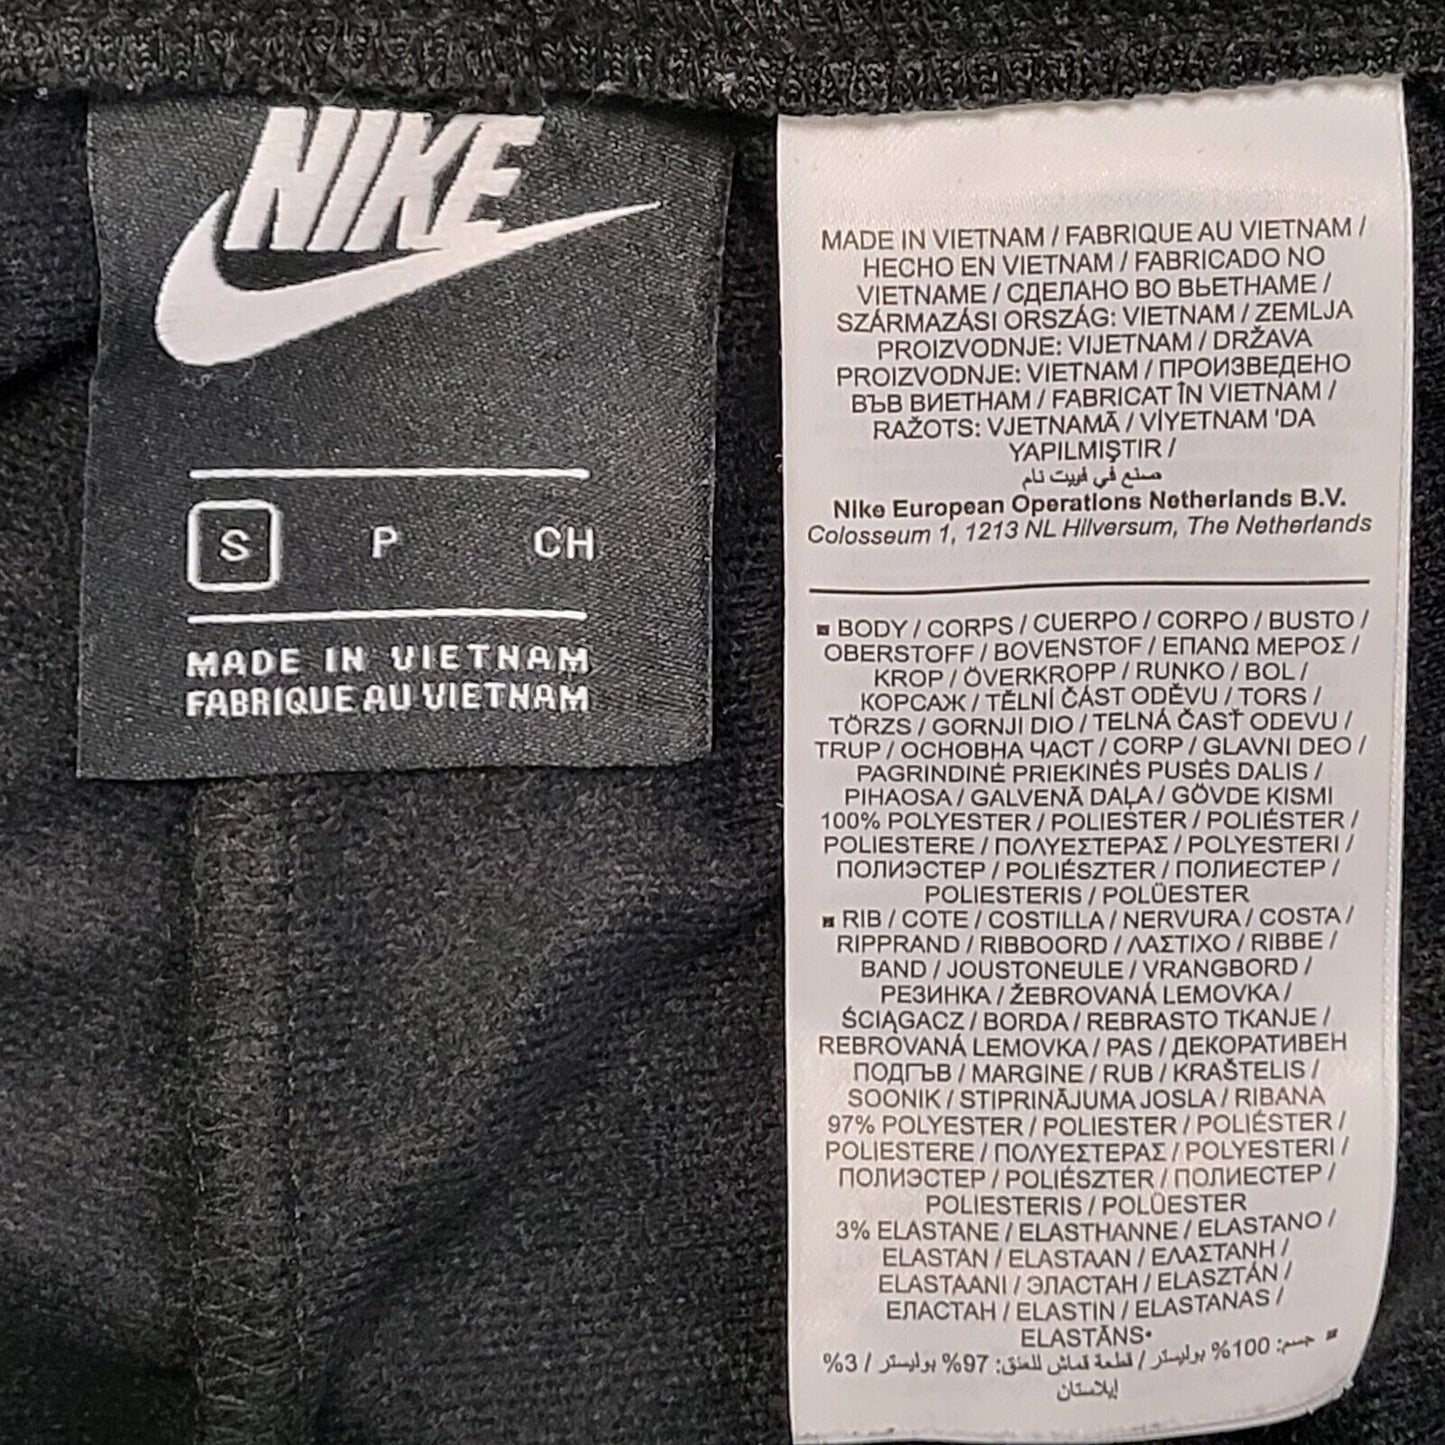 NIKE
S P CH
MADE IN VIETNAM
FABRIQUE AU VIETNAM
MADE IN VIETNAM / FABRIQUE AU VIETNAM /
HECHO EN VIETNAM / FABRICADO NO
VIETNAME / СДЕЛАНО ВО ВЬЕТНАМЕ /
SZÁRMAZÁSI ORSZÁG: VIETNAM / ZEMLJA
PROIZVODNJE: VIJETNAM / DRŽAVA
PROIZVODNJE: VIETNAM / ПРОИЗВЕДЕНО
ВЪВ ВИЕТНАМ / FABRICAT ÎN VIETNAM /
RAŽOTS: VJETNAMĀ / VİYETNAM 'DA
YAPILMIŞTIR /
صنع في فييت نام
Nike European Operations Netherlands B.V.
Colosseum 1, 1213 NL Hilversum, The Netherlands
▪ BODY / CORPS / CUERPO / CORPO / BUSTO /
OBERSTOFF / BOVENSTOF / ΕΠΑΝΩ ΜΕΡΟΣ /
KROP / ÖVERKROPP / RUNKO / BOL /
КОРСАЖ / TĚLNÍ ČÁST ODĚVU / TORS /
TÖRZS / GORNJI DIO / TELNÁ ČASŤ ODEVU /
TRUP / ОСНОВНА ЧАСТ / CORP / GLAVNI DEO /
PAGRINDINĖ PRIEKINĖS PUSĖS DALIS /
PIHAOSA / GALVENĀ DAĻA / GÖVDE KISMI
100% POLYESTER / POLIESTER / POLIÉSTER /
POLIESTERE / ΠΟΛΥΕΣΤΕΡΑΣ / POLYESTERI /
ПОЛИЭСТЕР / POLIÉSZTER / ПОЛИЕСТЕР /
POLIESTERIS / POLÜESTER
▪ RIB / COTE / COSTILLA / NERVURA / COSTA /
RIPPRAND / RIBBOORD / ΛΑΣΤΙΧΟ / RIBBE /
BAND / JOUSTONEULE / VRANGBORD /
РЕЗИНКА / ŽEBROVANÁ LEMOVKA /
ŚCIĄGACZ / BORDA / REBRASTO TKANJE /
REBROVANÁ LEMOVKA / PAS / ДЕКОРАТИВЕН
ПОДГЪВ / MARGINE / RUB / KRAŠTELIS /
SOONIK / STIPRINĀJUMA JOSLA / RIBANA
97% POLYESTER / POLIESTER / POLIÉSTER /
POLIESTERE / ΠΟΛΥΕΣΤΕΡΑΣ / POLYESTERI /
ПОЛИЭСТЕР / POLIÉSZTER / ПОЛИЕСТЕР /
POLIESTERIS / POLÜESTER
3% ELASTANE / ELASTHANNE / ELASTANO /
ELASTAN / ELASTAAN / ΕΛΑΣΤΑΝΗ /
ELASTAANI / ЭЛАСТАН / ELASZTÁN /
ЕЛАСТАН / ELASTIN / ELASTANAS /
ELASTĀNS•
▪ جسم: 100% بوليستر / قطعة قماش للعنق: 97% بوليستر / 3%
إيلاستان